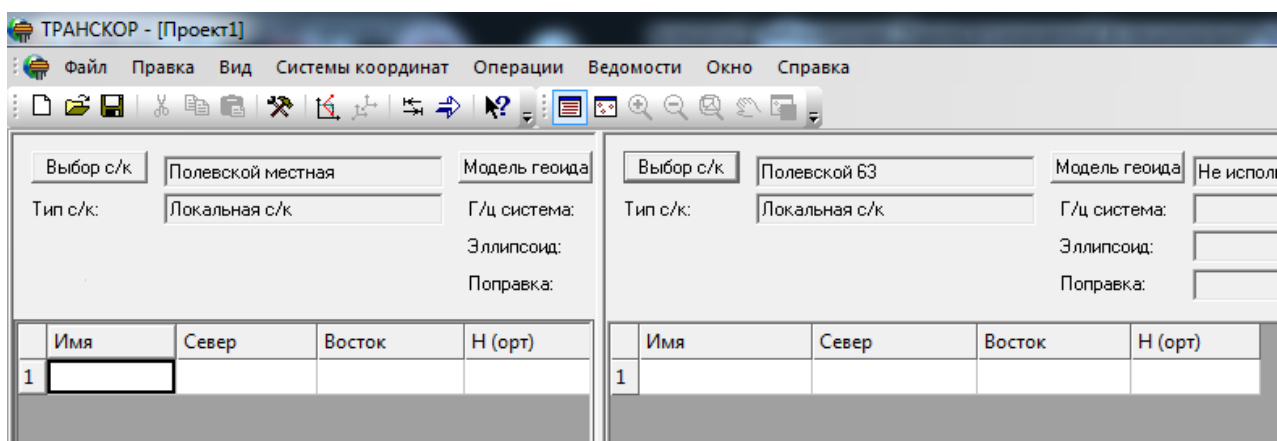 ТРАНСКОР - [Проект1]
Файл Правка Вид Системы координат Операции Ведомости Окно Справка
Выбор с/к Полевской местная Модель геоида Выбор с/к Полевской 63 Модель геоида Не испол
Тип с/к: Локальная с/к Г/ц система: Тип с/к: Локальная с/к Г/ц система:
Эллипсоид: Эллипсоид:
Поправка: Поправка:
Имя Север Восток Н (орт) Имя Север Восток Н (орт)
1 1